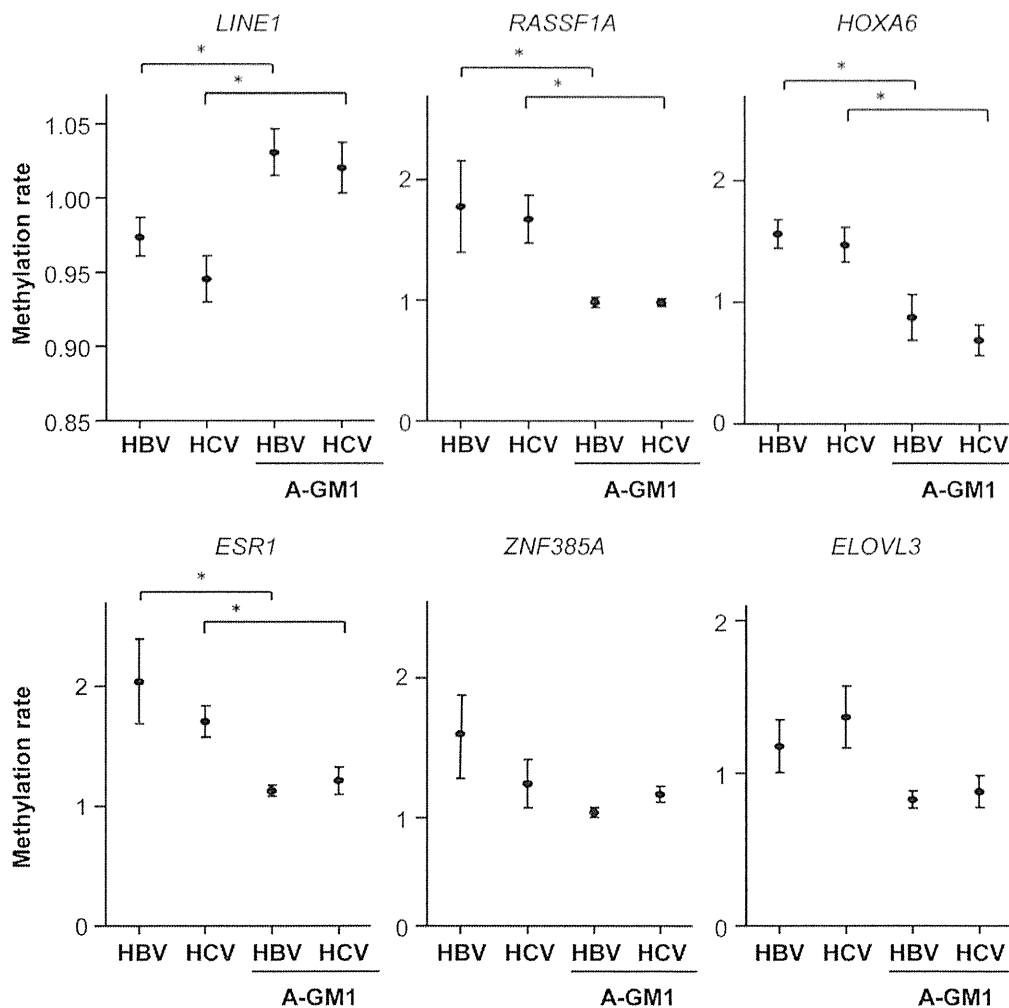 LINE1
*
*
Methylation rate
1.05
1.00
0.95
0.90
0.85
HBV HCV HBV HCV
A-GM1
RASSF1A
*
*
2
1
0
HBV HCV HBV HCV
A-GM1
HOXA6
*
*
2
1
0
HBV HCV HBV HCV
A-GM1
ESR1
*
*
Methylation rate
2
1
0
HBV HCV HBV HCV
A-GM1
ZNF385A
2
1
0
HBV HCV HBV HCV
A-GM1
ELOVL3
2
1
0
HBV HCV HBV HCV
A-GM1